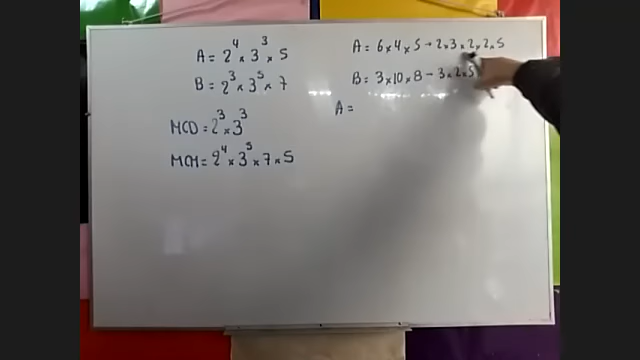 A = 2⁴ × 3³ × 5
B = 2³ × 3⁵ × 7
MCD = 2³ × 3³
MCM = 2⁴ × 3⁵ × 7 × 5
A = 6 × 4 × 5 → 2 × 3 × 2 × 2 × 5
B = 3 × 10 × 8 – 3 × 2 × 5
A =